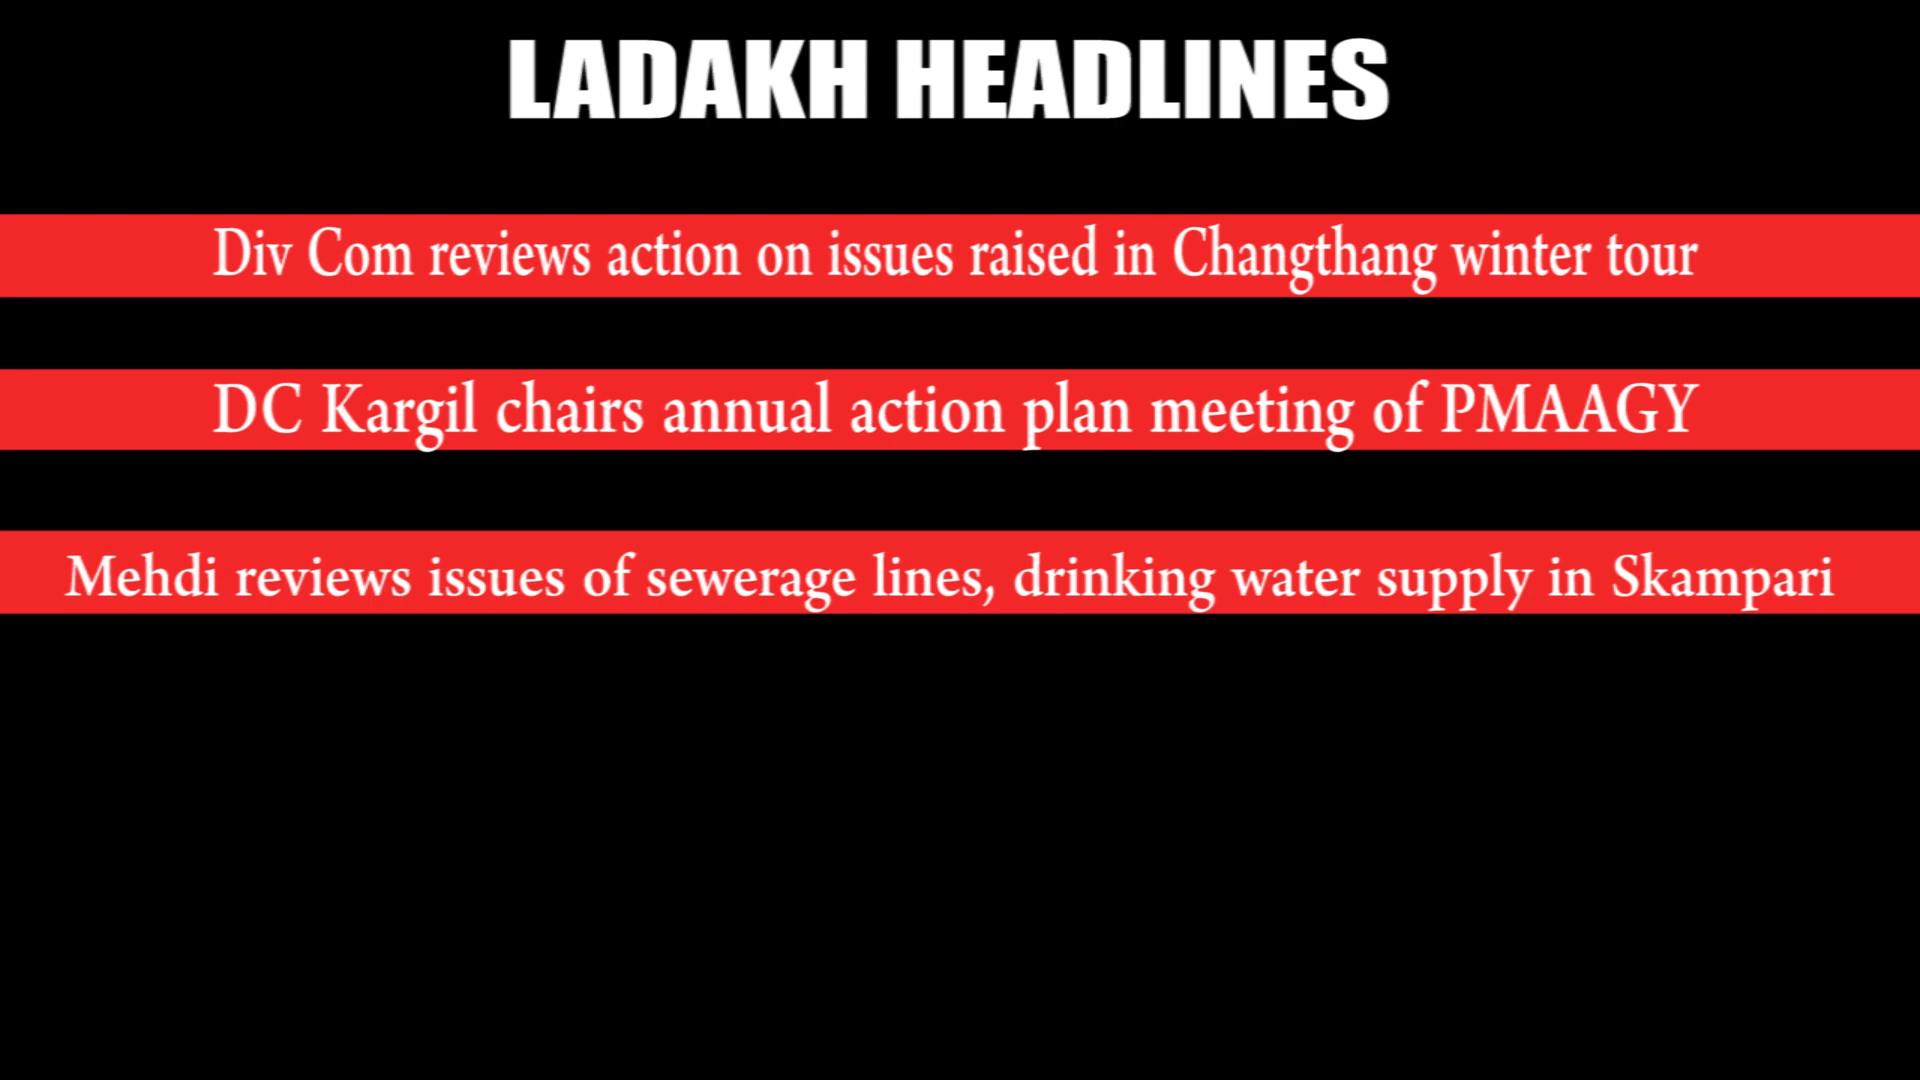 LADAKH HEADLINES
Div Com reviews action on issues raised in Changthang winter tour
DC Kargil chairs annual action plan meeting of PMAAGY
Mehdi reviews issues of sewerage lines, drinking water supply in Skampari